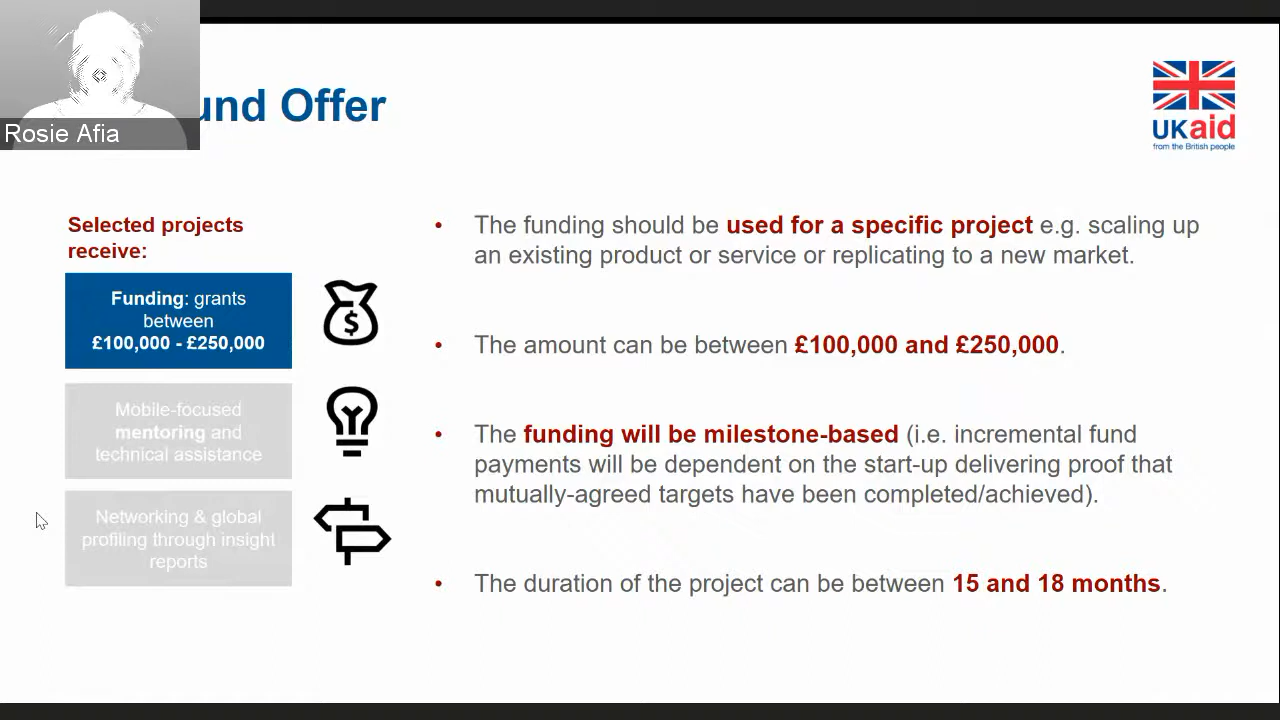 Rosie Afia
und Offer
UKaid
from the British people
Selected projects
receive:
Funding: grants
between
£100,000 - £250,000
Mobile-focused
mentoring and
technical assistance
Networking & global
profiling through insight
reports
• The funding should be used for a specific project e.g. scaling up
an existing product or service or replicating to a new market.
• The amount can be between £100,000 and £250,000.
• The funding will be milestone-based (i.e. incremental fund
payments will be dependent on the start-up delivering proof that
mutually-agreed targets have been completed/achieved).
• The duration of the project can be between 15 and 18 months.